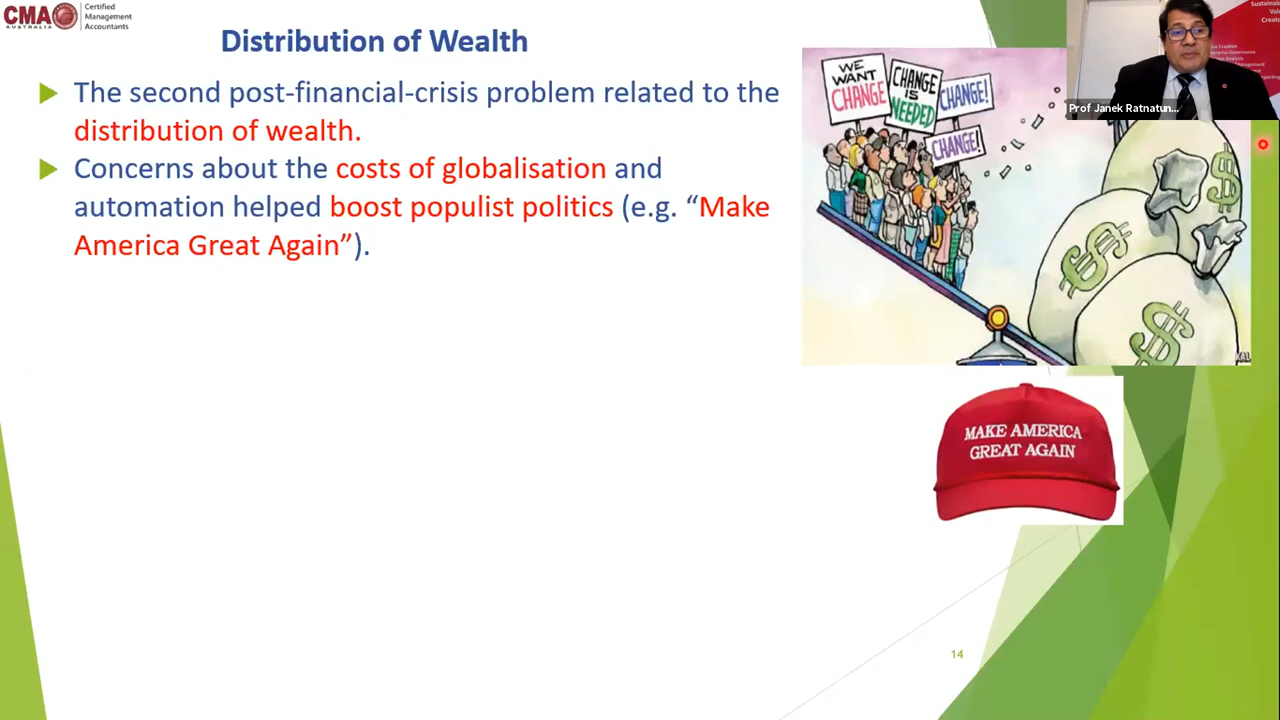 CMA
AUSTRALIA
Certified
Management
Accountants
Distribution of Wealth
The second post-financial-crisis problem related to the
distribution of wealth.
Concerns about the costs of globalisation and
automation helped boost populist politics (e.g. “Make
America Great Again”).
WE
WANT
CHANGE
CHANGE
IS
NEEDED
CHANGE!
CHANGE!
$
$
$
KAL
MAKE AMERICA
GREAT AGAIN
Prof Janek Ratnatun...
14